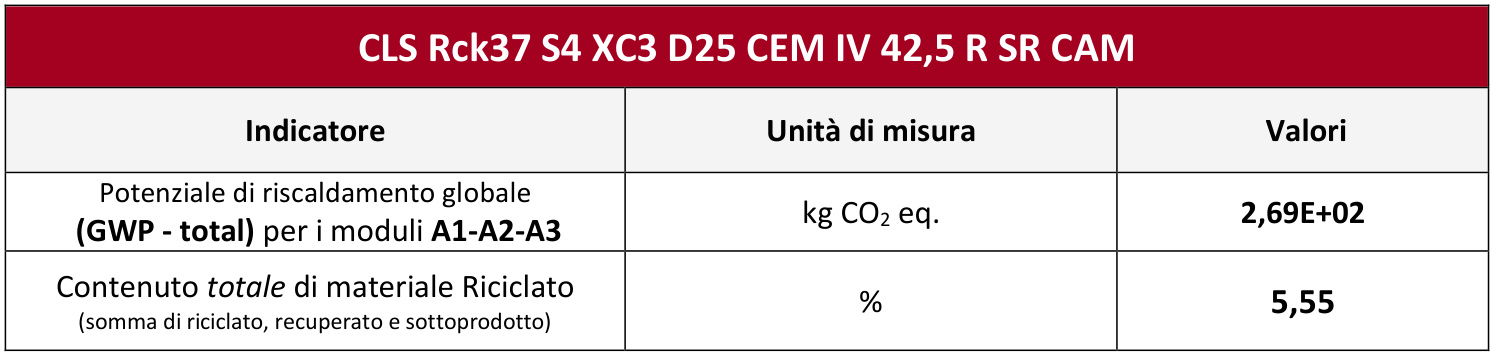 CLS Rck37 S4 XC3 D25 CEM IV 42,5 R SR CAM
Indicatore Unità di misura Valori
Potenziale di riscaldamento globale
(GWP - total) per i moduli A1-A2-A3
kg CO₂ eq.
2,69E+02
Contenuto totale di materiale Riciclato
(somma di riciclato, recuperato e sottoprodotto)
%
5,55